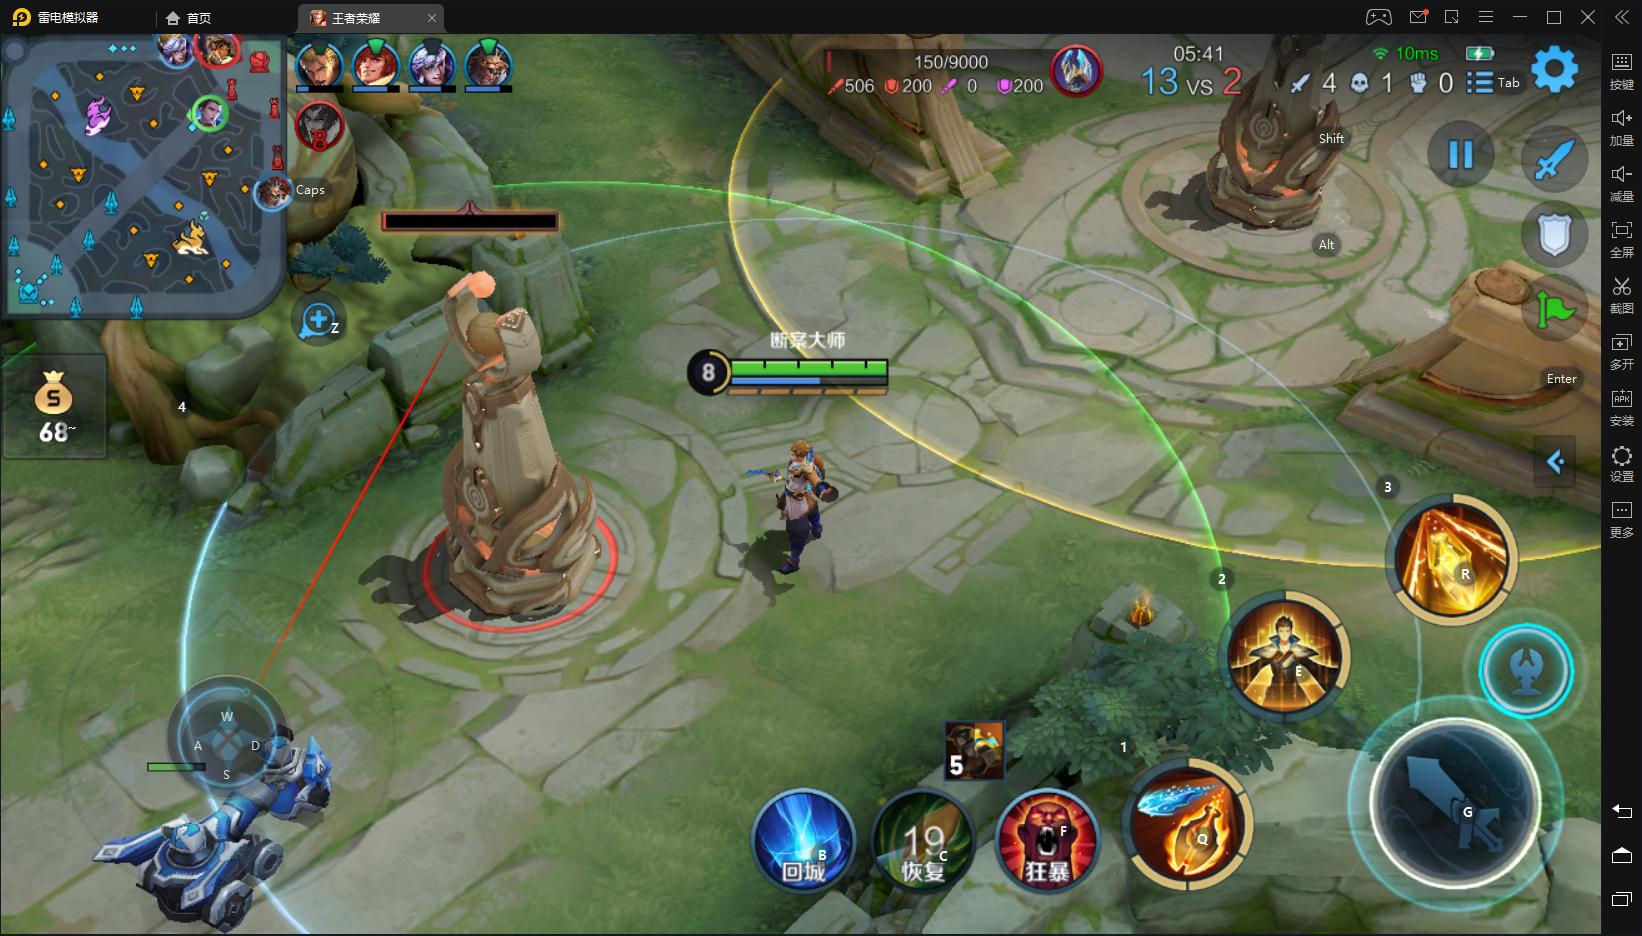 雷电模拟器
首页
王者荣耀
8
150/9000
506 200 0 200
05:41
13 vs 2
10ms
4 1 0
Tab
Shift
Alt
Enter
Caps
Z
S
68~
4
断案大师
8
3
R
2
E
1
5
B
回城
19
C
恢复
F
狂暴
Q
G
W
A
D
S
按键
加量
减量
全屏
截图
多开
APK
安装
设置
更多